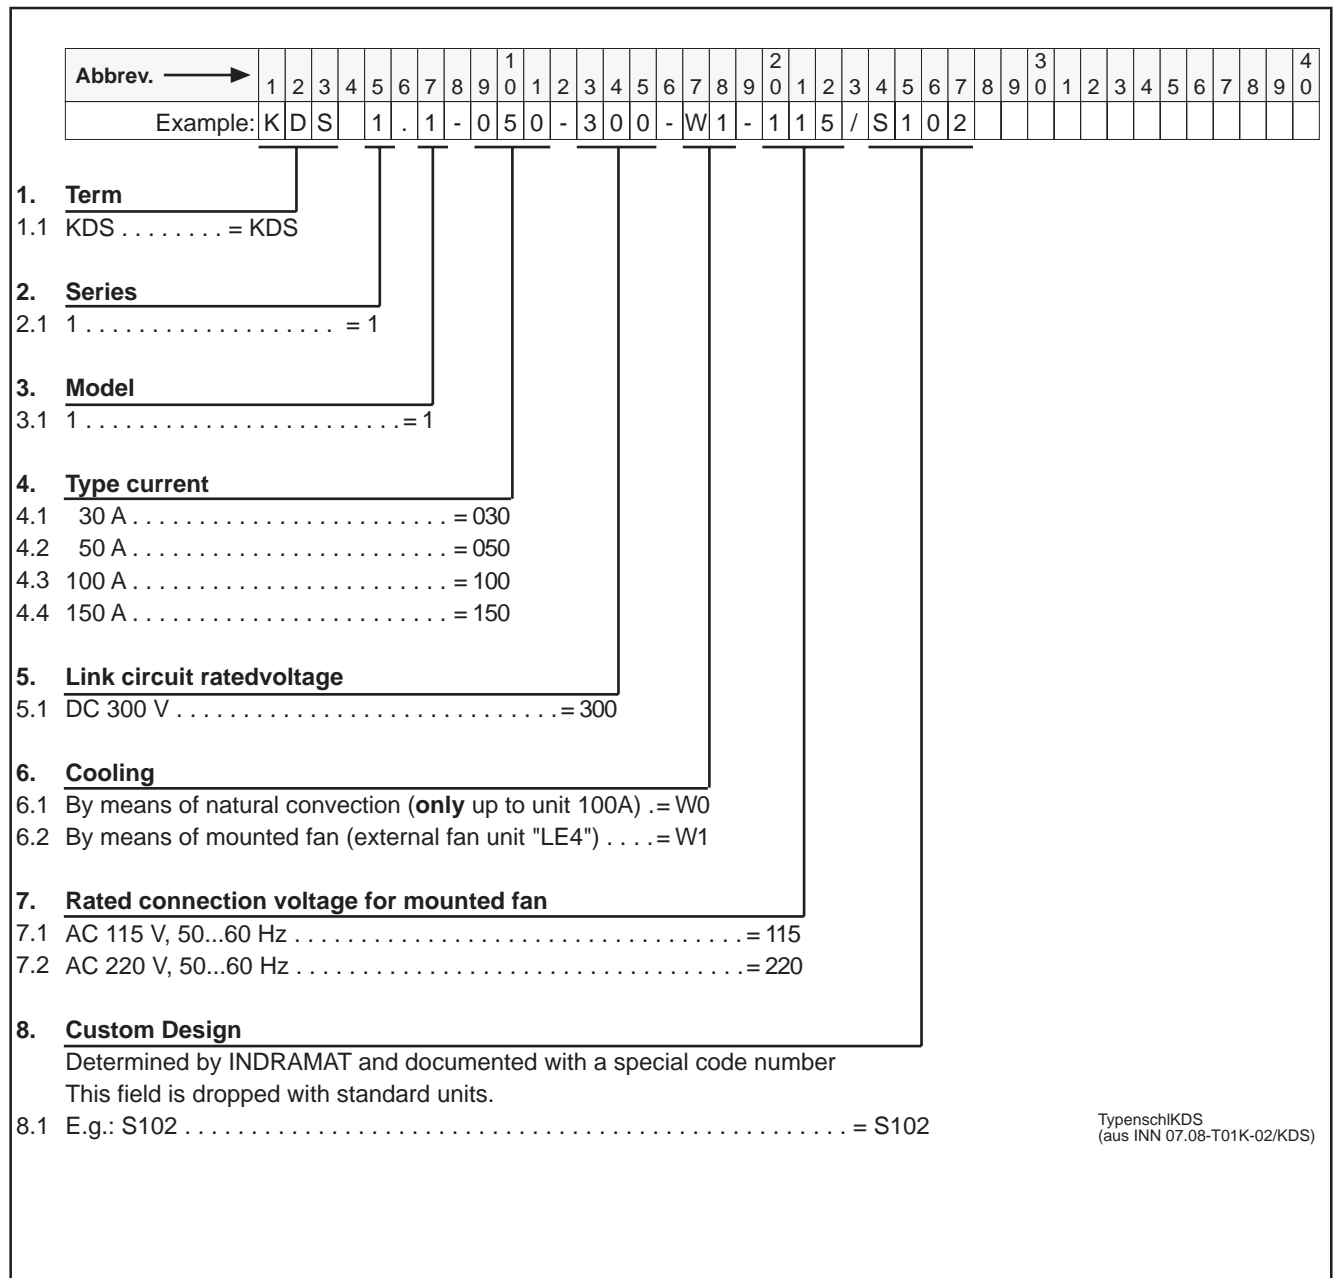 1 2 3 4
0 0 0 0
Abbrev. 1 2 3 4 5 6 7 8 9 0 1 2 3 4 5 6 7 8 9 0 1 2 3 4 5 6 7 8 9 0 1 2 3 4 5 6 7 8 9 0
Example: K D S 1 . 1 - 0 5 0 - 3 0 0 - W 1 - 1 1 5 / S 1 0 2
1. Term
1.1 KDS . . . . . . . . = KDS
2. Series
2.1 1 . . . . . . . . . . . . . . . . . . . = 1
3. Model
3.1 1 . . . . . . . . . . . . . . . . . . . . . . . . = 1
4. Type current
4.1 30 A . . . . . . . . . . . . . . . . . . . . . . . . = 030
4.2 50 A . . . . . . . . . . . . . . . . . . . . . . . . = 050
4.3 100 A . . . . . . . . . . . . . . . . . . . . . . . . = 100
4.4 150 A . . . . . . . . . . . . . . . . . . . . . . . . = 150
5. Link circuit ratedvoltage
5.1 DC 300 V . . . . . . . . . . . . . . . . . . . . . . . . . . . . . = 300
6. Cooling
6.1 By means of natural convection (only up to unit 100A) . = W0
6.2 By means of mounted fan (external fan unit "LE4") . . . . = W1
7. Rated connection voltage for mounted fan
7.1 AC 115 V, 50...60 Hz . . . . . . . . . . . . . . . . . . . . . . . . . . . . . . . . . . = 115
7.2 AC 220 V, 50...60 Hz . . . . . . . . . . . . . . . . . . . . . . . . . . . . . . . . . . = 220
8. Custom Design
Determined by INDRAMAT and documented with a special code number
This field is dropped with standard units.
8.1 E.g.: S102 . . . . . . . . . . . . . . . . . . . . . . . . . . . . . . . . . . . . . . . . . . . . . . . . . . = S102
TypenschlKDS
(aus INN 07.08-T01K-02/KDS)